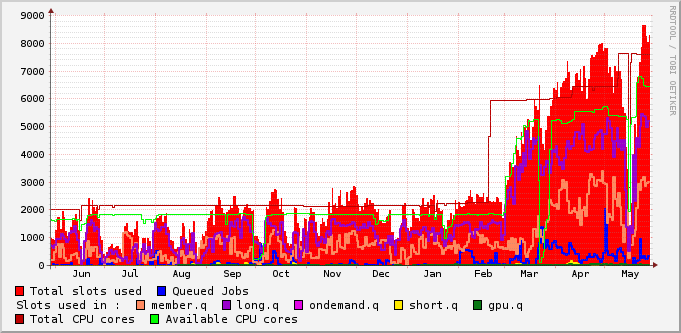 RRDTOOL / TOBI OETIKER
9000
8000
7000
6000
5000
4000
3000
2000
1000
0
Jun Jul Aug Sep Oct Nov Dec Jan Feb Mar Apr May
Total slots used Queued Jobs
Slots used in : member.q long.q ondemand.q short.q gpu.q
Total CPU cores Available CPU cores